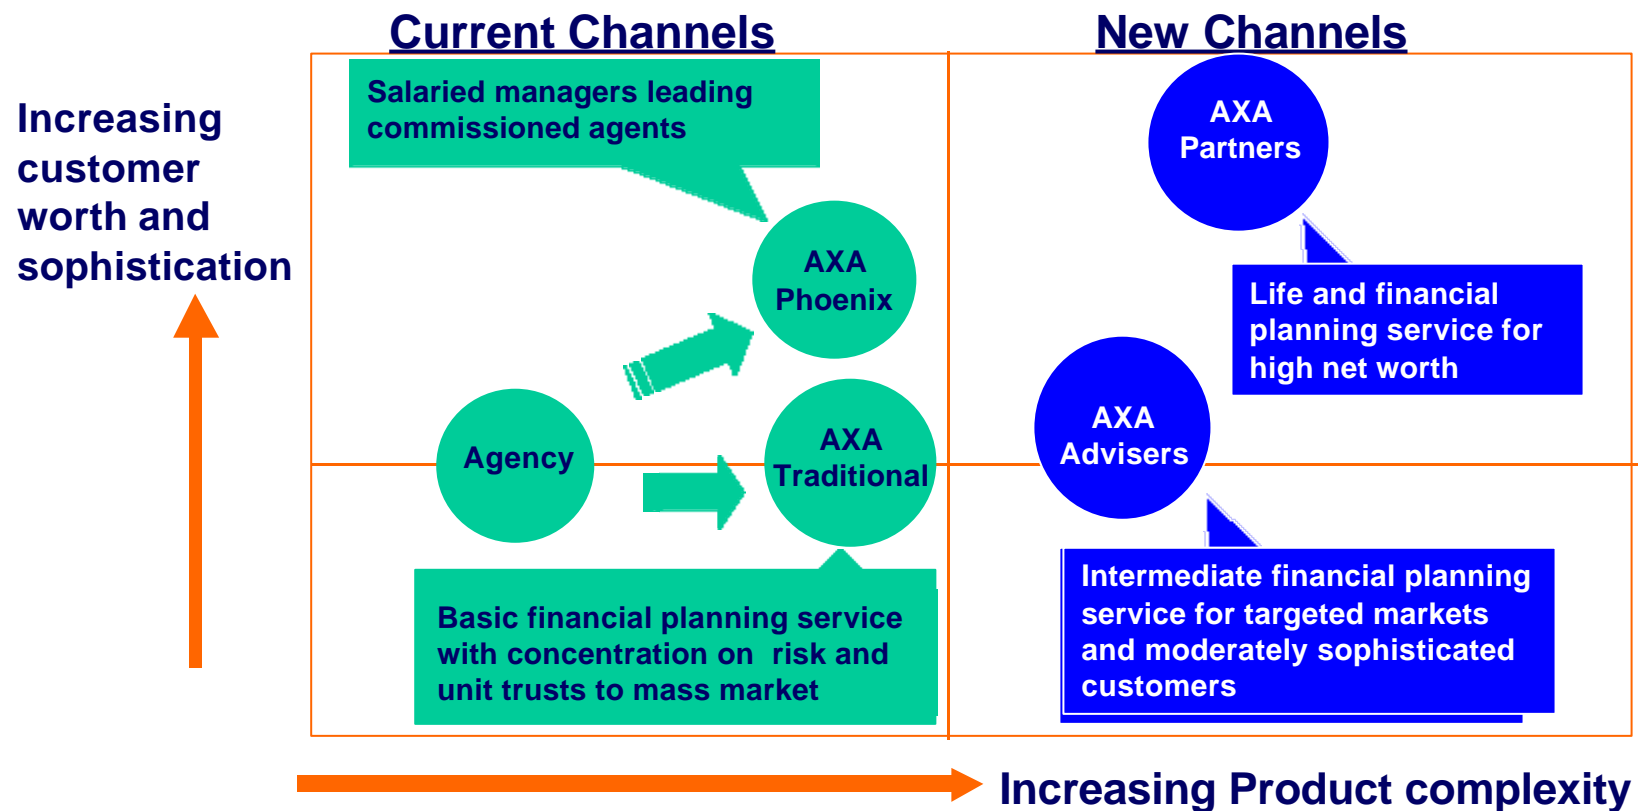 Current Channels
New Channels
Increasing
customer
worth and
sophistication
Salaried managers leading
commissioned agents
AXA
Phoenix
Agency
AXA
Traditional
Basic financial planning service
with concentration on risk and
unit trusts to mass market
AXA
Partners
Life and financial
planning service for
high net worth
AXA
Advisers
Intermediate financial planning
service for targeted markets
and moderately sophisticated
customers
Increasing Product complexity